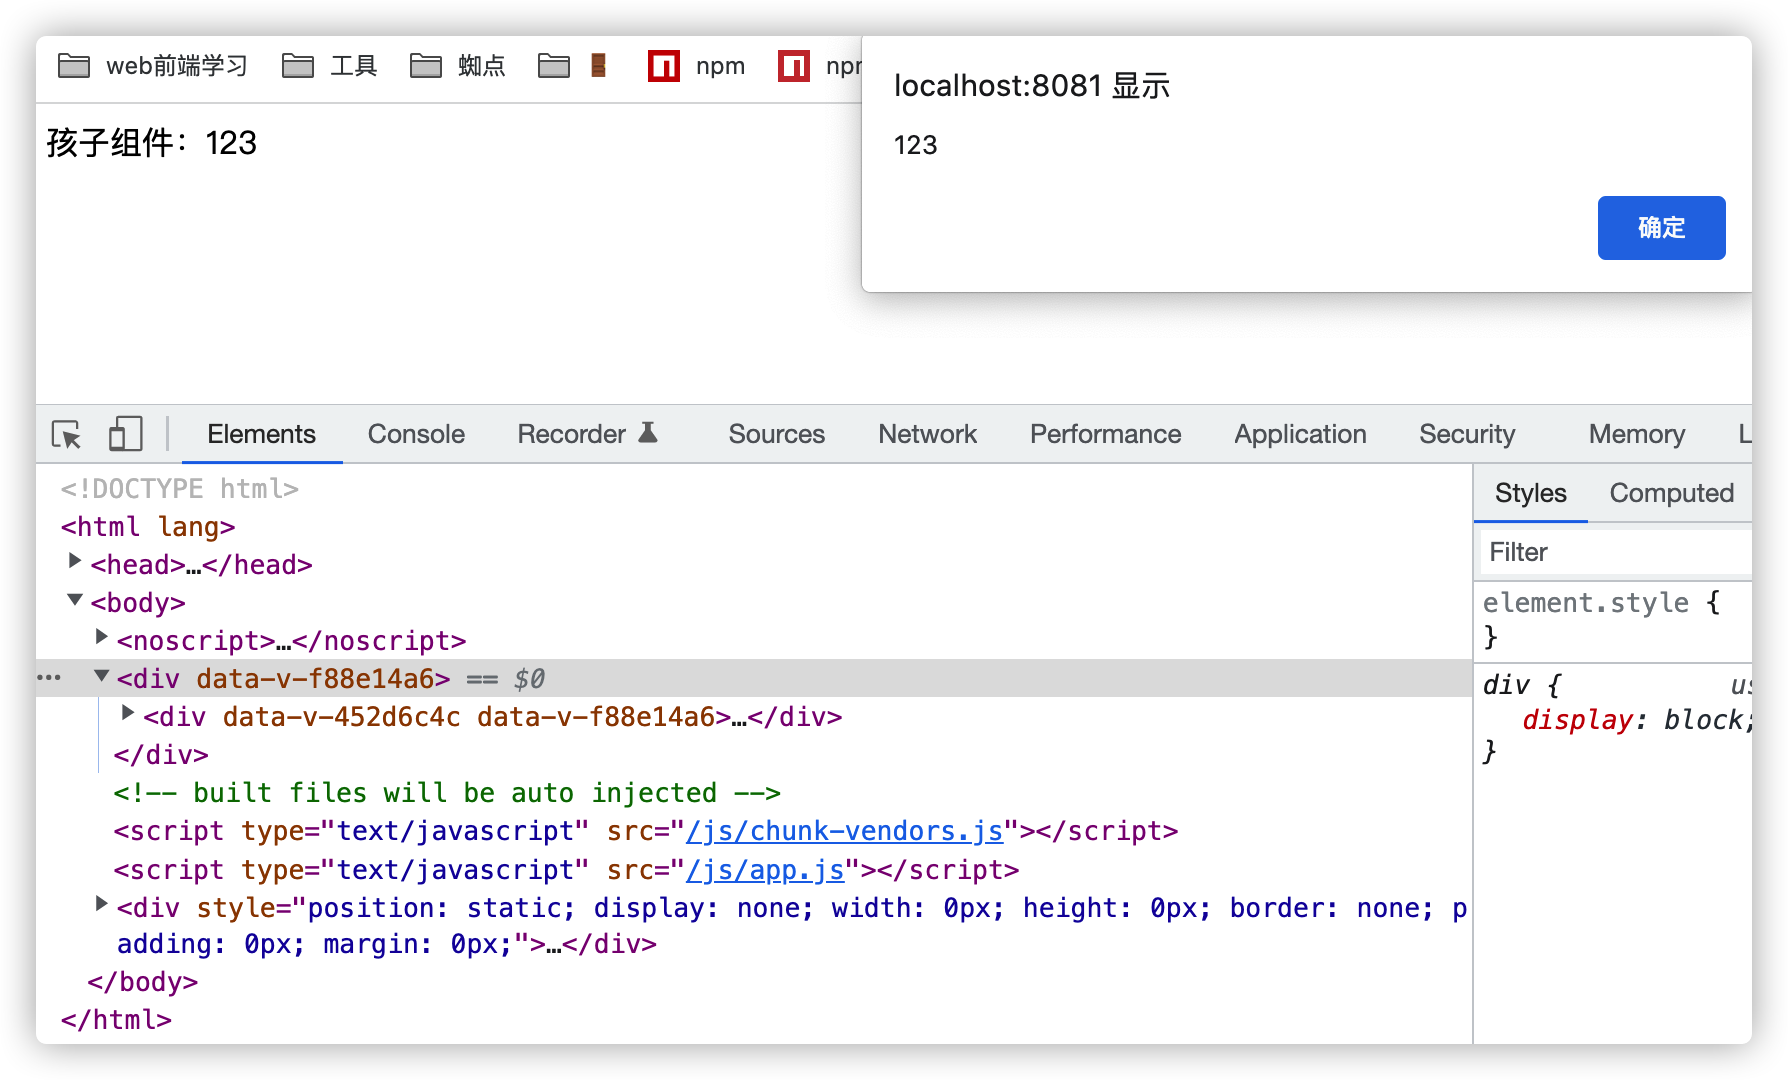 web前端学习 工具 蜘点 npm
localhost:8081 显示
123
确定
孩子组件：123
Elements Console Recorder Sources Network Performance Application Security Memory
<!DOCTYPE html>
<html lang>
<head>…</head>
<body>
<noscript>…</noscript>
<div data-v-f88e14a6> == $0
<div data-v-452d6c4c data-v-f88e14a6>…</div>
</div>
<!-- built files will be auto injected -->
<script type="text/javascript" src="/js/chunk-vendors.js"></script>
<script type="text/javascript" src="/js/app.js"></script>
<div style="position: static; display: none; width: 0px; height: 0px; border: none; p
adding: 0px; margin: 0px;">…</div>
</body>
</html>
Styles Computed
Filter
element.style {
}
div {
display: block;
}